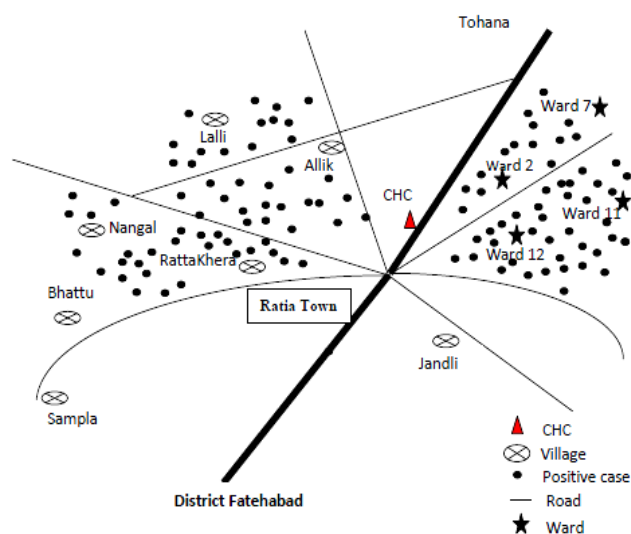 Tohana
Ward 7
Lalli
Allik
Ward 2
CHC
Ward 11
Nangal
Ward 12
RattaKhera
Bhattu
Ratia Town
Jandli
Sampla
CHC
Village
Positive case
Road
Ward
District Fatehabad